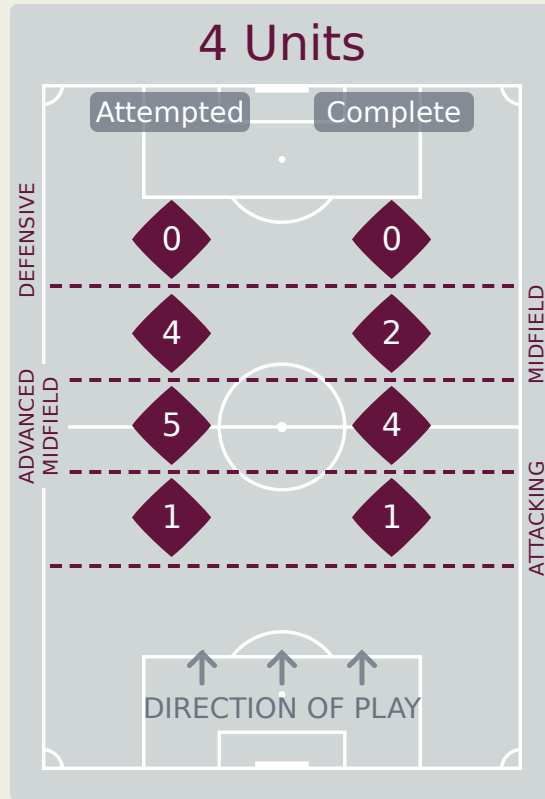 4 Units
Attempted Complete
DEFENSIVE
0 0
MIDFIELD
4 2
ADVANCED
MIDFIELD
5 4
ATTACKING
1 1
DIRECTION OF PLAY